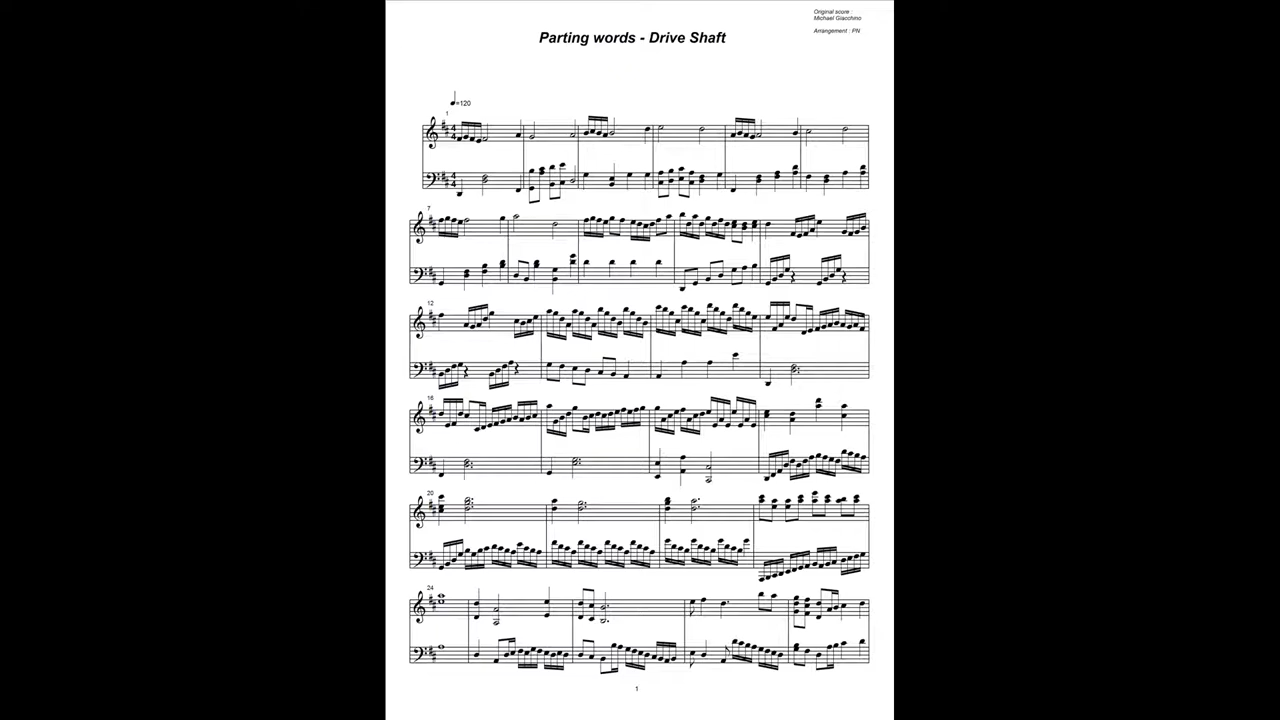 Original score :
Michael Giacchino
Arrangement : PN
Parting words - Drive Shaft
=120
1
7
12
16
20
24
1